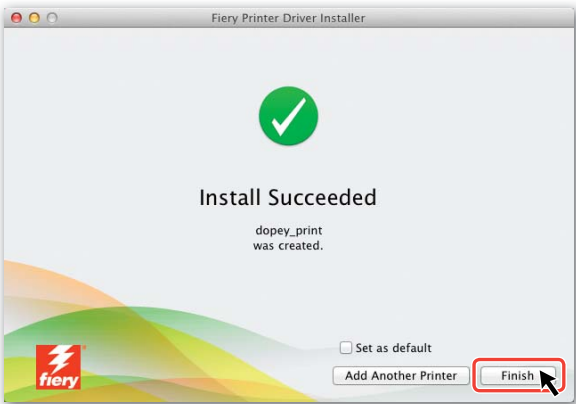 Fiery Printer Driver Installer
Install Succeeded
dopey_print
was created.
Set as default
fiery
Add Another Printer
Finish